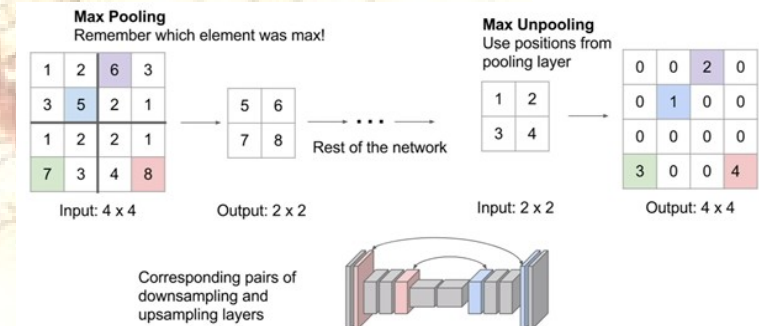 Max Pooling
Remember which element was max!
1 2 6 3
3 5 2 1
1 2 2 1
7 3 4 8
Input: 4 x 4
5 6
7 8
Output: 2 x 2
...
Rest of the network
Max Unpooling
Use positions from
pooling layer
1 2
3 4
Input: 2 x 2
0 0 2 0
0 1 0 0
0 0 0 0
3 0 0 4
Output: 4 x 4
Corresponding pairs of
downsampling and
upsampling layers